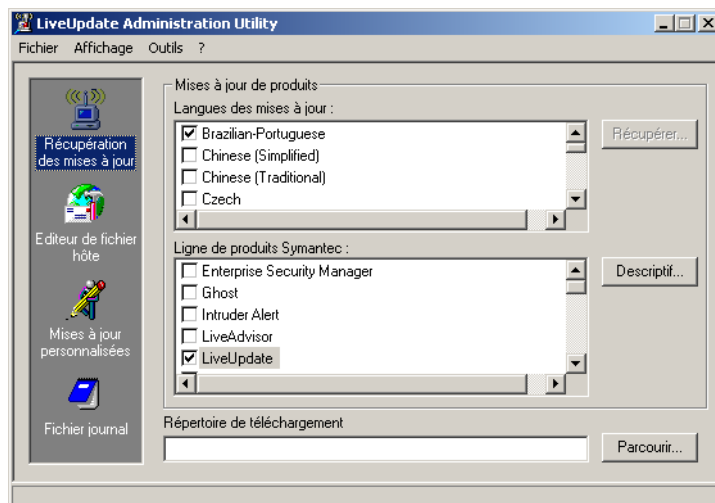 LiveUpdate Administration Utility
Fichier Affichage Outils ?
Récupération
des mises à jour
Editeur de fichier
hôte
Mises à jour
personnalisées
Fichier journal
Mises à jour de produits
Langues des mises à jour :
Brazilian-Portuguese
Chinese (Simplified)
Chinese (Traditional)
Czech
Récupérer...
Ligne de produits Symantec :
Enterprise Security Manager
Ghost
Intruder Alert
LiveAdvisor
LiveUpdate
Descriptif...
Répertoire de téléchargement
Parcourir...